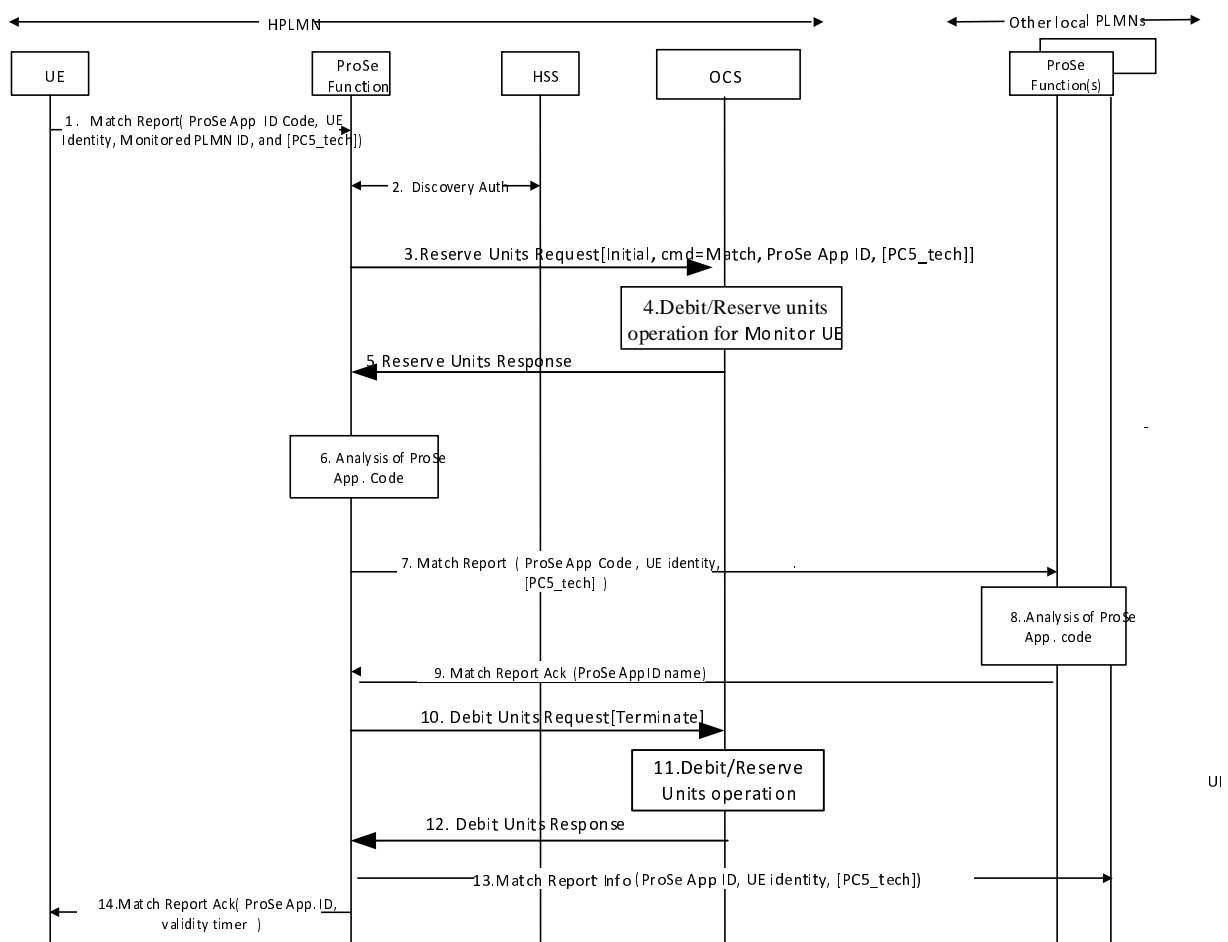 HPLMN
Other local PLMNs
UE
ProSe
Function
HSS
OCS
ProSe
Function(s)
1. Match Report( ProSe App ID Code, UE
Identity, Monitored PLMN ID, and [PC5_tech])
2. Discovery Auth
3.Reserve Units Request[Initial, cmd=Match, ProSe App ID, [PC5_tech]]
4.Debit/Reserve units
operation for Monitor UE
5.Reserve Units Response
6. Analysis of ProSe
App. Code
7. Match Report ( ProSe App Code, UE identity,
[PC5_tech] )
8..Analysis of ProSe
App. code
9. Match Report Ack (ProSe App ID name)
10. Debit Units Request[Terminate]
11.Debit/Reserve
Units operation
12. Debit Units Response
13.Match Report Info (ProSe App ID, UE identity, [PC5_tech])
14.Match Report Ack( ProSe App. ID,
validity timer )